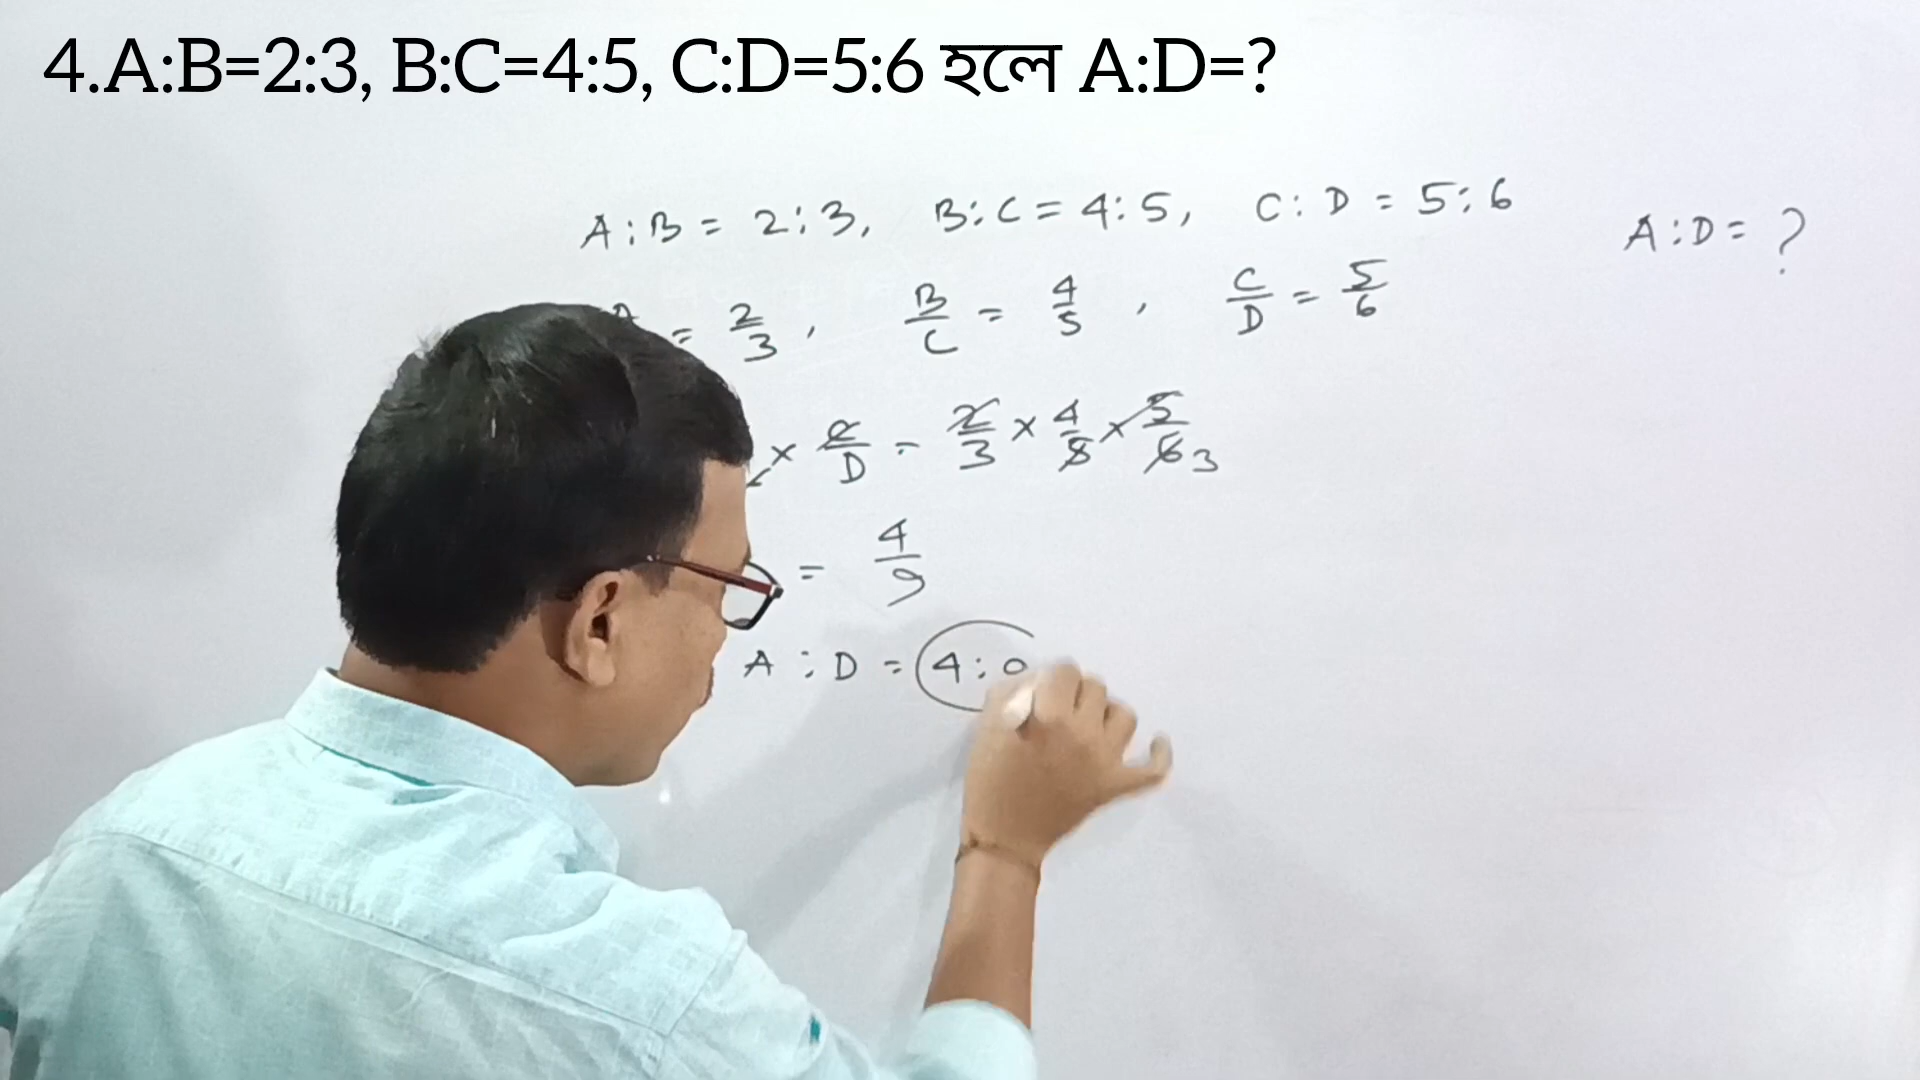 4.A:B=2:3, B:C=4:5, C:D=5:6 হলে A:D=?
A:B = 2:3, B:C = 4:5, C:D = 5:6 A:D = ?
= 2/3, B/C = 4/5, C/D = 5/6
× C/D = 2/3 × 4/5 × 5/6 3
= 4/9
A:D = 4: